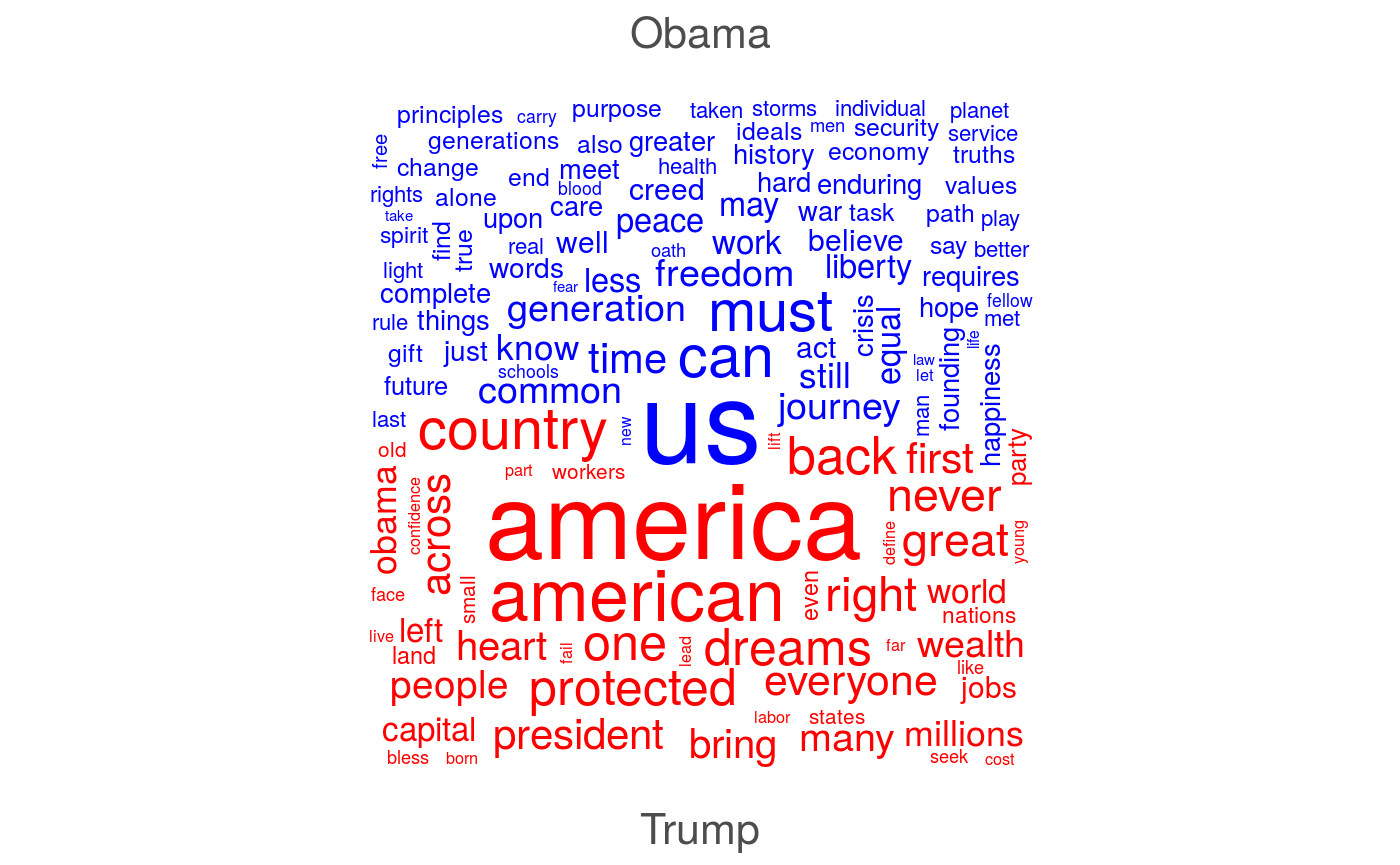 Obama
principles carry purpose taken storms individual planet
free generations also greater ideals men security service
change end meet health history economy truths
rights alone blood creed hard enduring values
take upon care peace may war task path play
spirit find true real well oath work believe say better
light words fear less freedom liberty requires
complete generation must crisis equal hope fellow
rule things met
gift just know time can act law life
schools still let founding happiness
future common journey man
last country new us lift back first party
old part workers
obama confidence across america never
define great young
face small american even right world
nations
live left heart fail one lead dreams far wealth
land like
people protected everyone jobs
capital president labor states many millions
bring
bless born seek cost
Trump